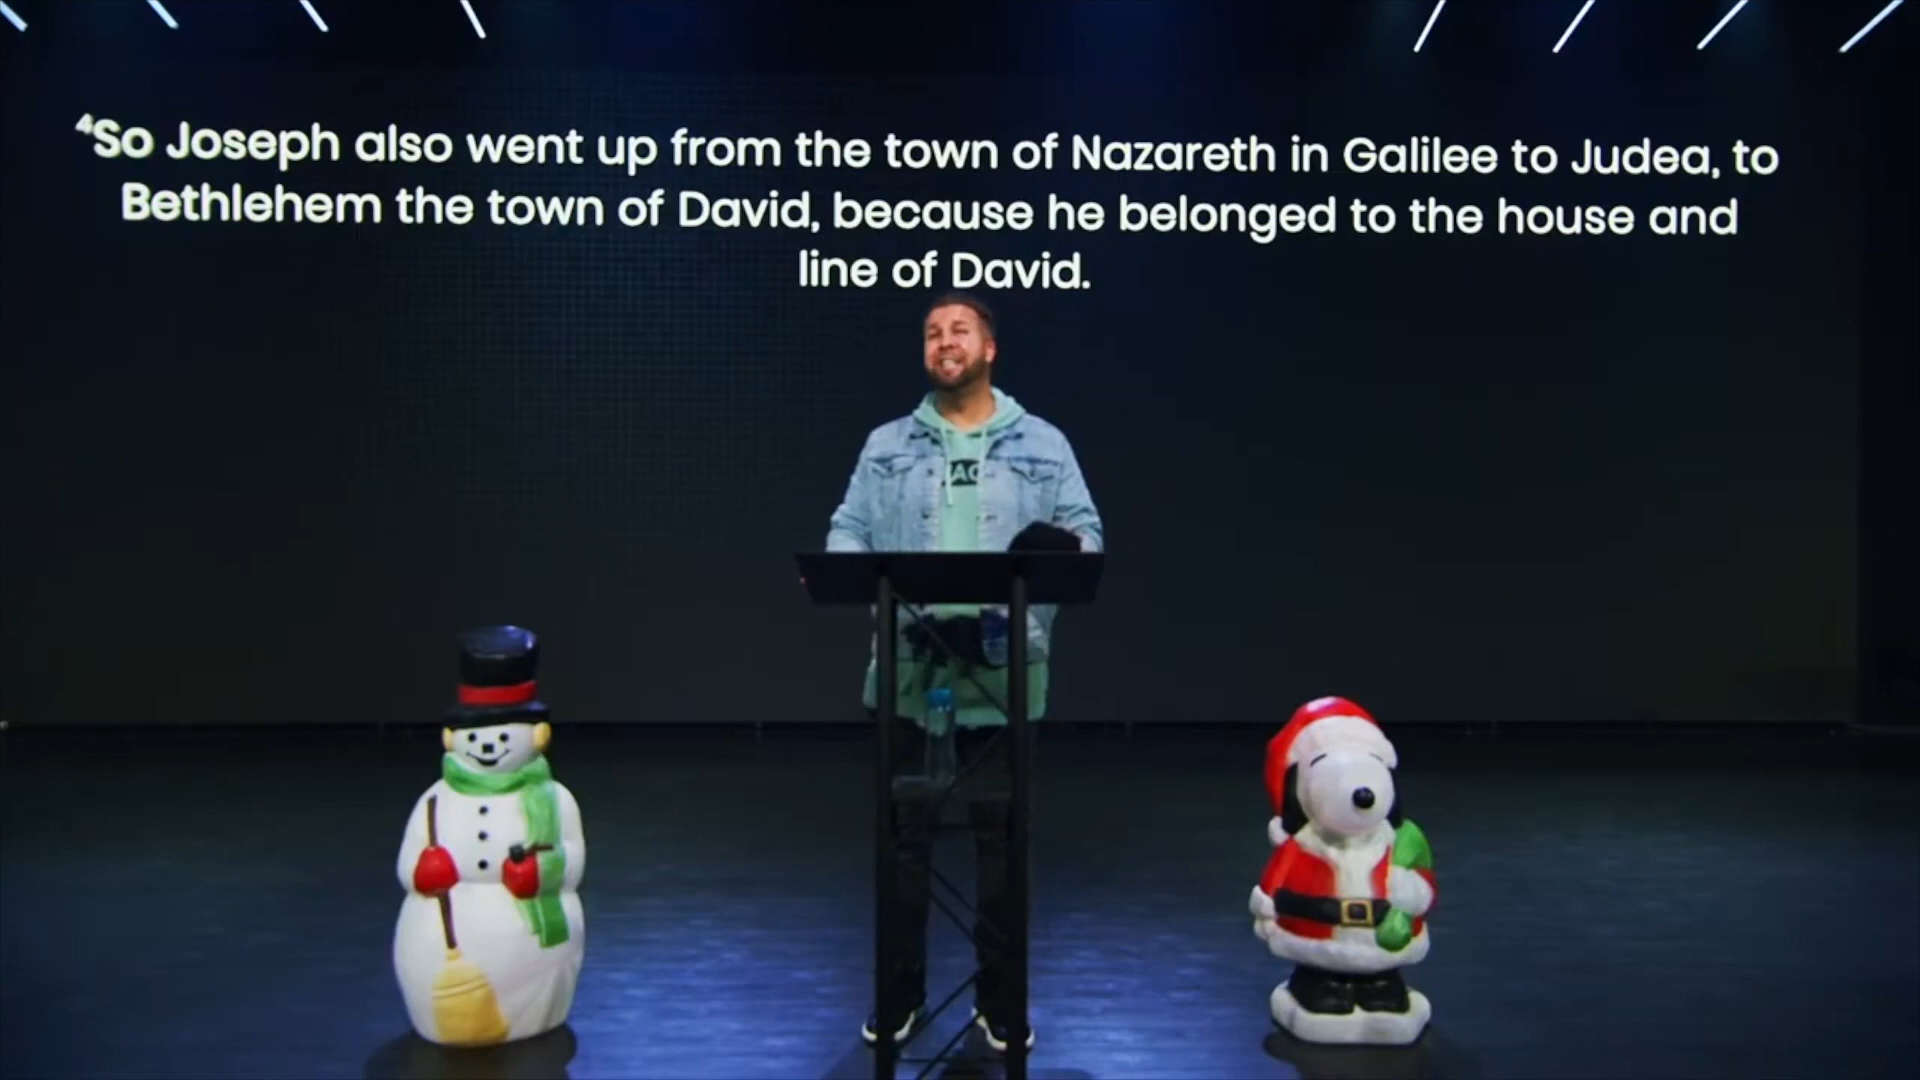 ⁴So Joseph also went up from the town of Nazareth in Galilee to Judea, to
Bethlehem the town of David, because he belonged to the house and
line of David.